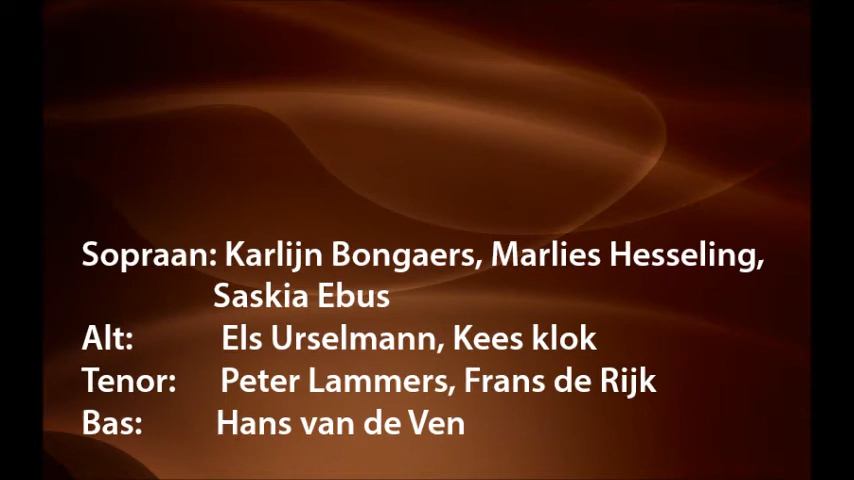 Sopraan: Karlijn Bongaers, Marlies Hesseling,
Saskia Ebus
Alt: Els Urselmann, Kees klok
Tenor: Peter Lammers, Frans de Rijk
Bas: Hans van de Ven